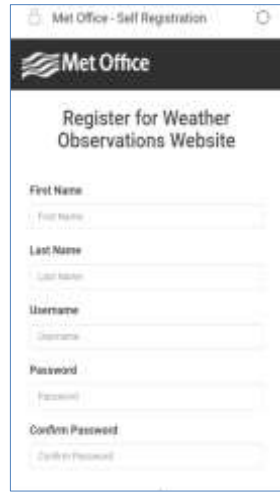 Met Office - Self Registration
Met Office
Register for Weather
Observations Website
First Name
First Name
Last Name
Last Name
Username
Username
Password
Password
Confirm Password
Confirm Password